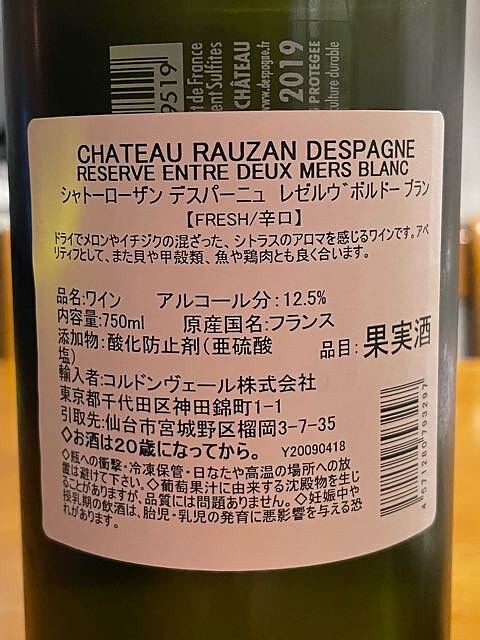 9519
t de France
ent Sulfites
CHÂTEAU
www.despagne.fr
2019
PROTEGEE
culture durable
CHATEAU RAUZAN DESPAGNE
RESERVE ENTRE DEUX MERS BLANC
シャトーローザン デスパーニュ レゼルヴ゛ボルドー ブラン
【FRESH/辛口】
ドライでメロンやイチジクの混ざった、シトラスのアロマを感じるワインです。アペ
リティフとして、また貝や甲殻類、魚や鶏肉とも良く合います。
品名:ワイン アルコール分:12.5%
内容量:750ml 原産国名:フランス
添加物:酸化防止剤(亜硫酸
塩) 品目:果実酒
輸入者:コルドンヴェール株式会社
東京都千代田区神田錦町1-1
引取先:仙台市宮城野区榴岡3-7-35
◇お酒は20歳になってから。 Y20090418
◇瓶への衝撃・冷凍保管・日なたや高温の場所への放
置は避けて下さい。◇葡萄果汁に由来する沈殿物を生じ
ることがありますが、品質には問題ありません。◇妊娠中や
授乳期の飲酒は、胎児・乳児の発育に悪影響を与える恐
れがあります。
4571280793297